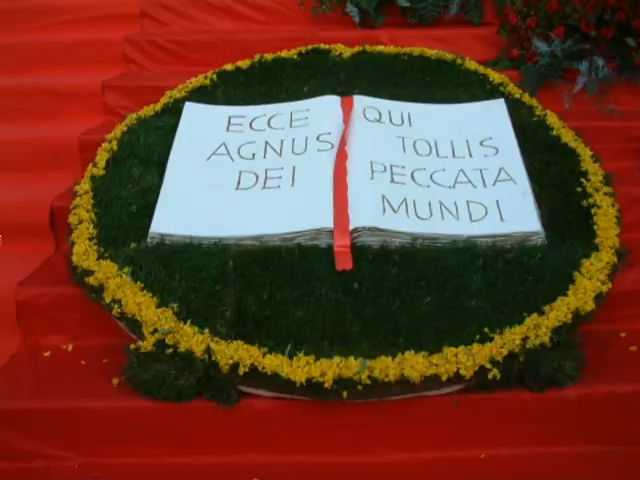 ECCE
AGNUS
DEI
QUI
TOLLIS
PECCATA
MUNDI